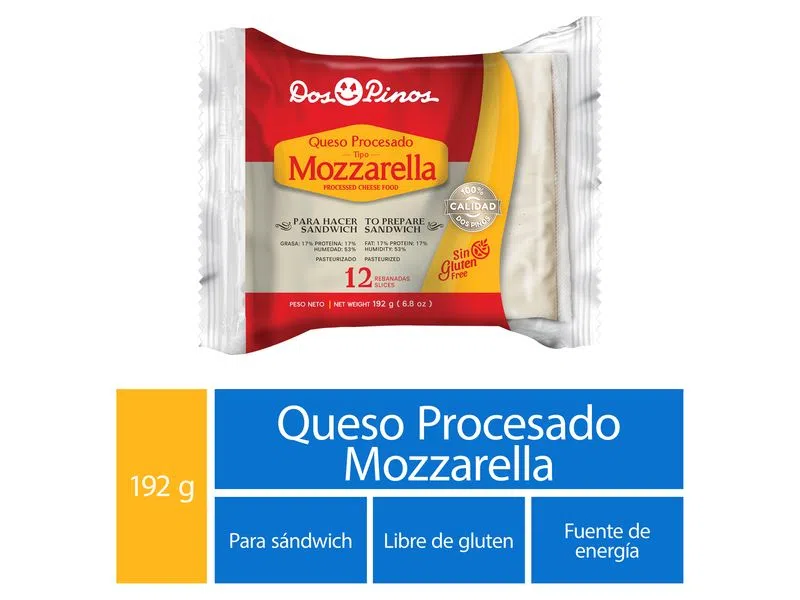 Dos Pinos
Queso Procesado
Tipo
Mozzarella
PROCESSED CHEESE FOOD
PARA HACER
SANDWICH
TO PREPARE
SANDWICH
GRASA: 17% PROTEINA: 17%
HUMEDAD: 53%
FAT: 17% PROTEIN: 17%
HUMIDITY: 53%
PASTEURIZADO
PASTEURIZED
12 REBANADAS
SLICES
PESO NETO | NET WEIGHT 192 g ( 6.8 oz )
100%
CALIDAD
DOS PINOS
Sin
Gluten
Free
192 g
Queso Procesado
Mozzarella
Para sándwich
Libre de gluten
Fuente de
energía